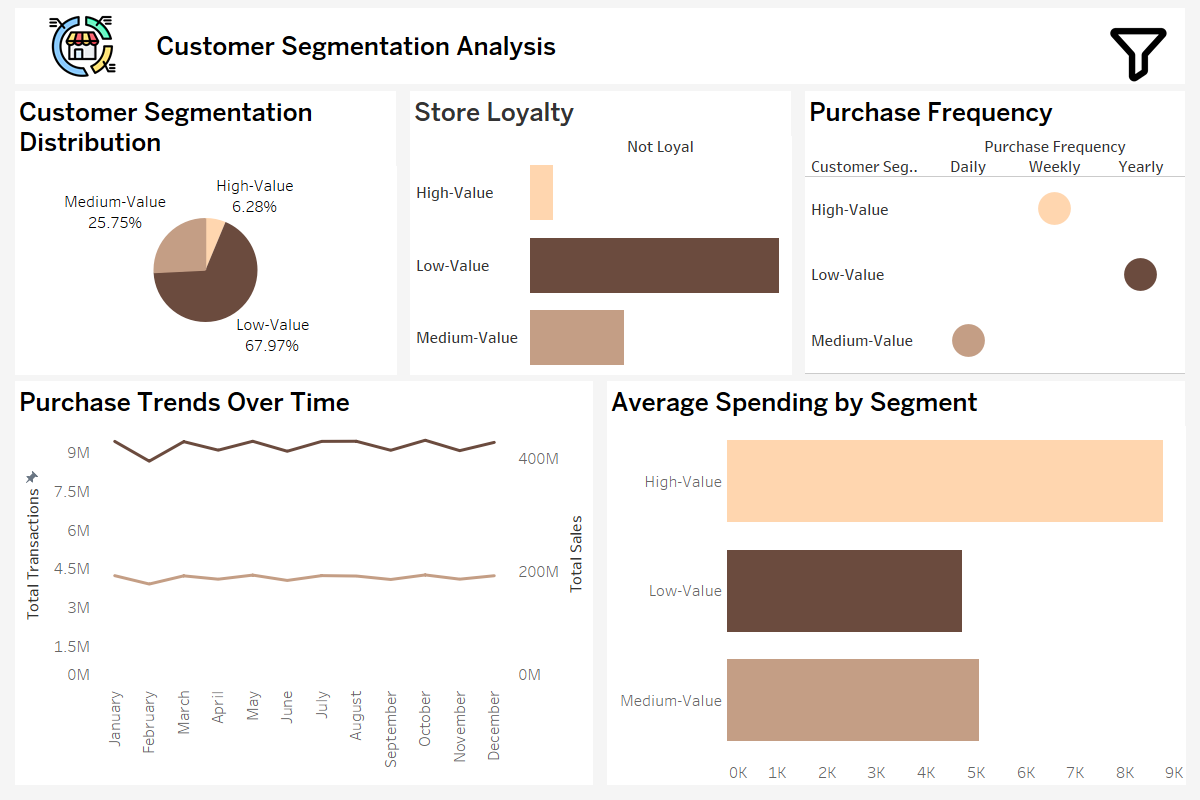 Customer Segmentation Analysis
Customer Segmentation
Distribution
High-Value
6.28%
Medium-Value
25.75%
Low-Value
67.97%
Store Loyalty
Not Loyal
High-Value
Low-Value
Medium-Value
Purchase Frequency
Purchase Frequency
Customer Seg.. Daily Weekly Yearly
High-Value
Low-Value
Medium-Value
Purchase Trends Over Time
Total Transactions
9M
7.5M
6M
4.5M
3M
1.5M
0M
400M
200M
0M
Total Sales
January
February
March
April
May
June
July
August
September
October
November
December
Average Spending by Segment
High-Value
Low-Value
Medium-Value
0K 1K 2K 3K 4K 5K 6K 7K 8K 9K